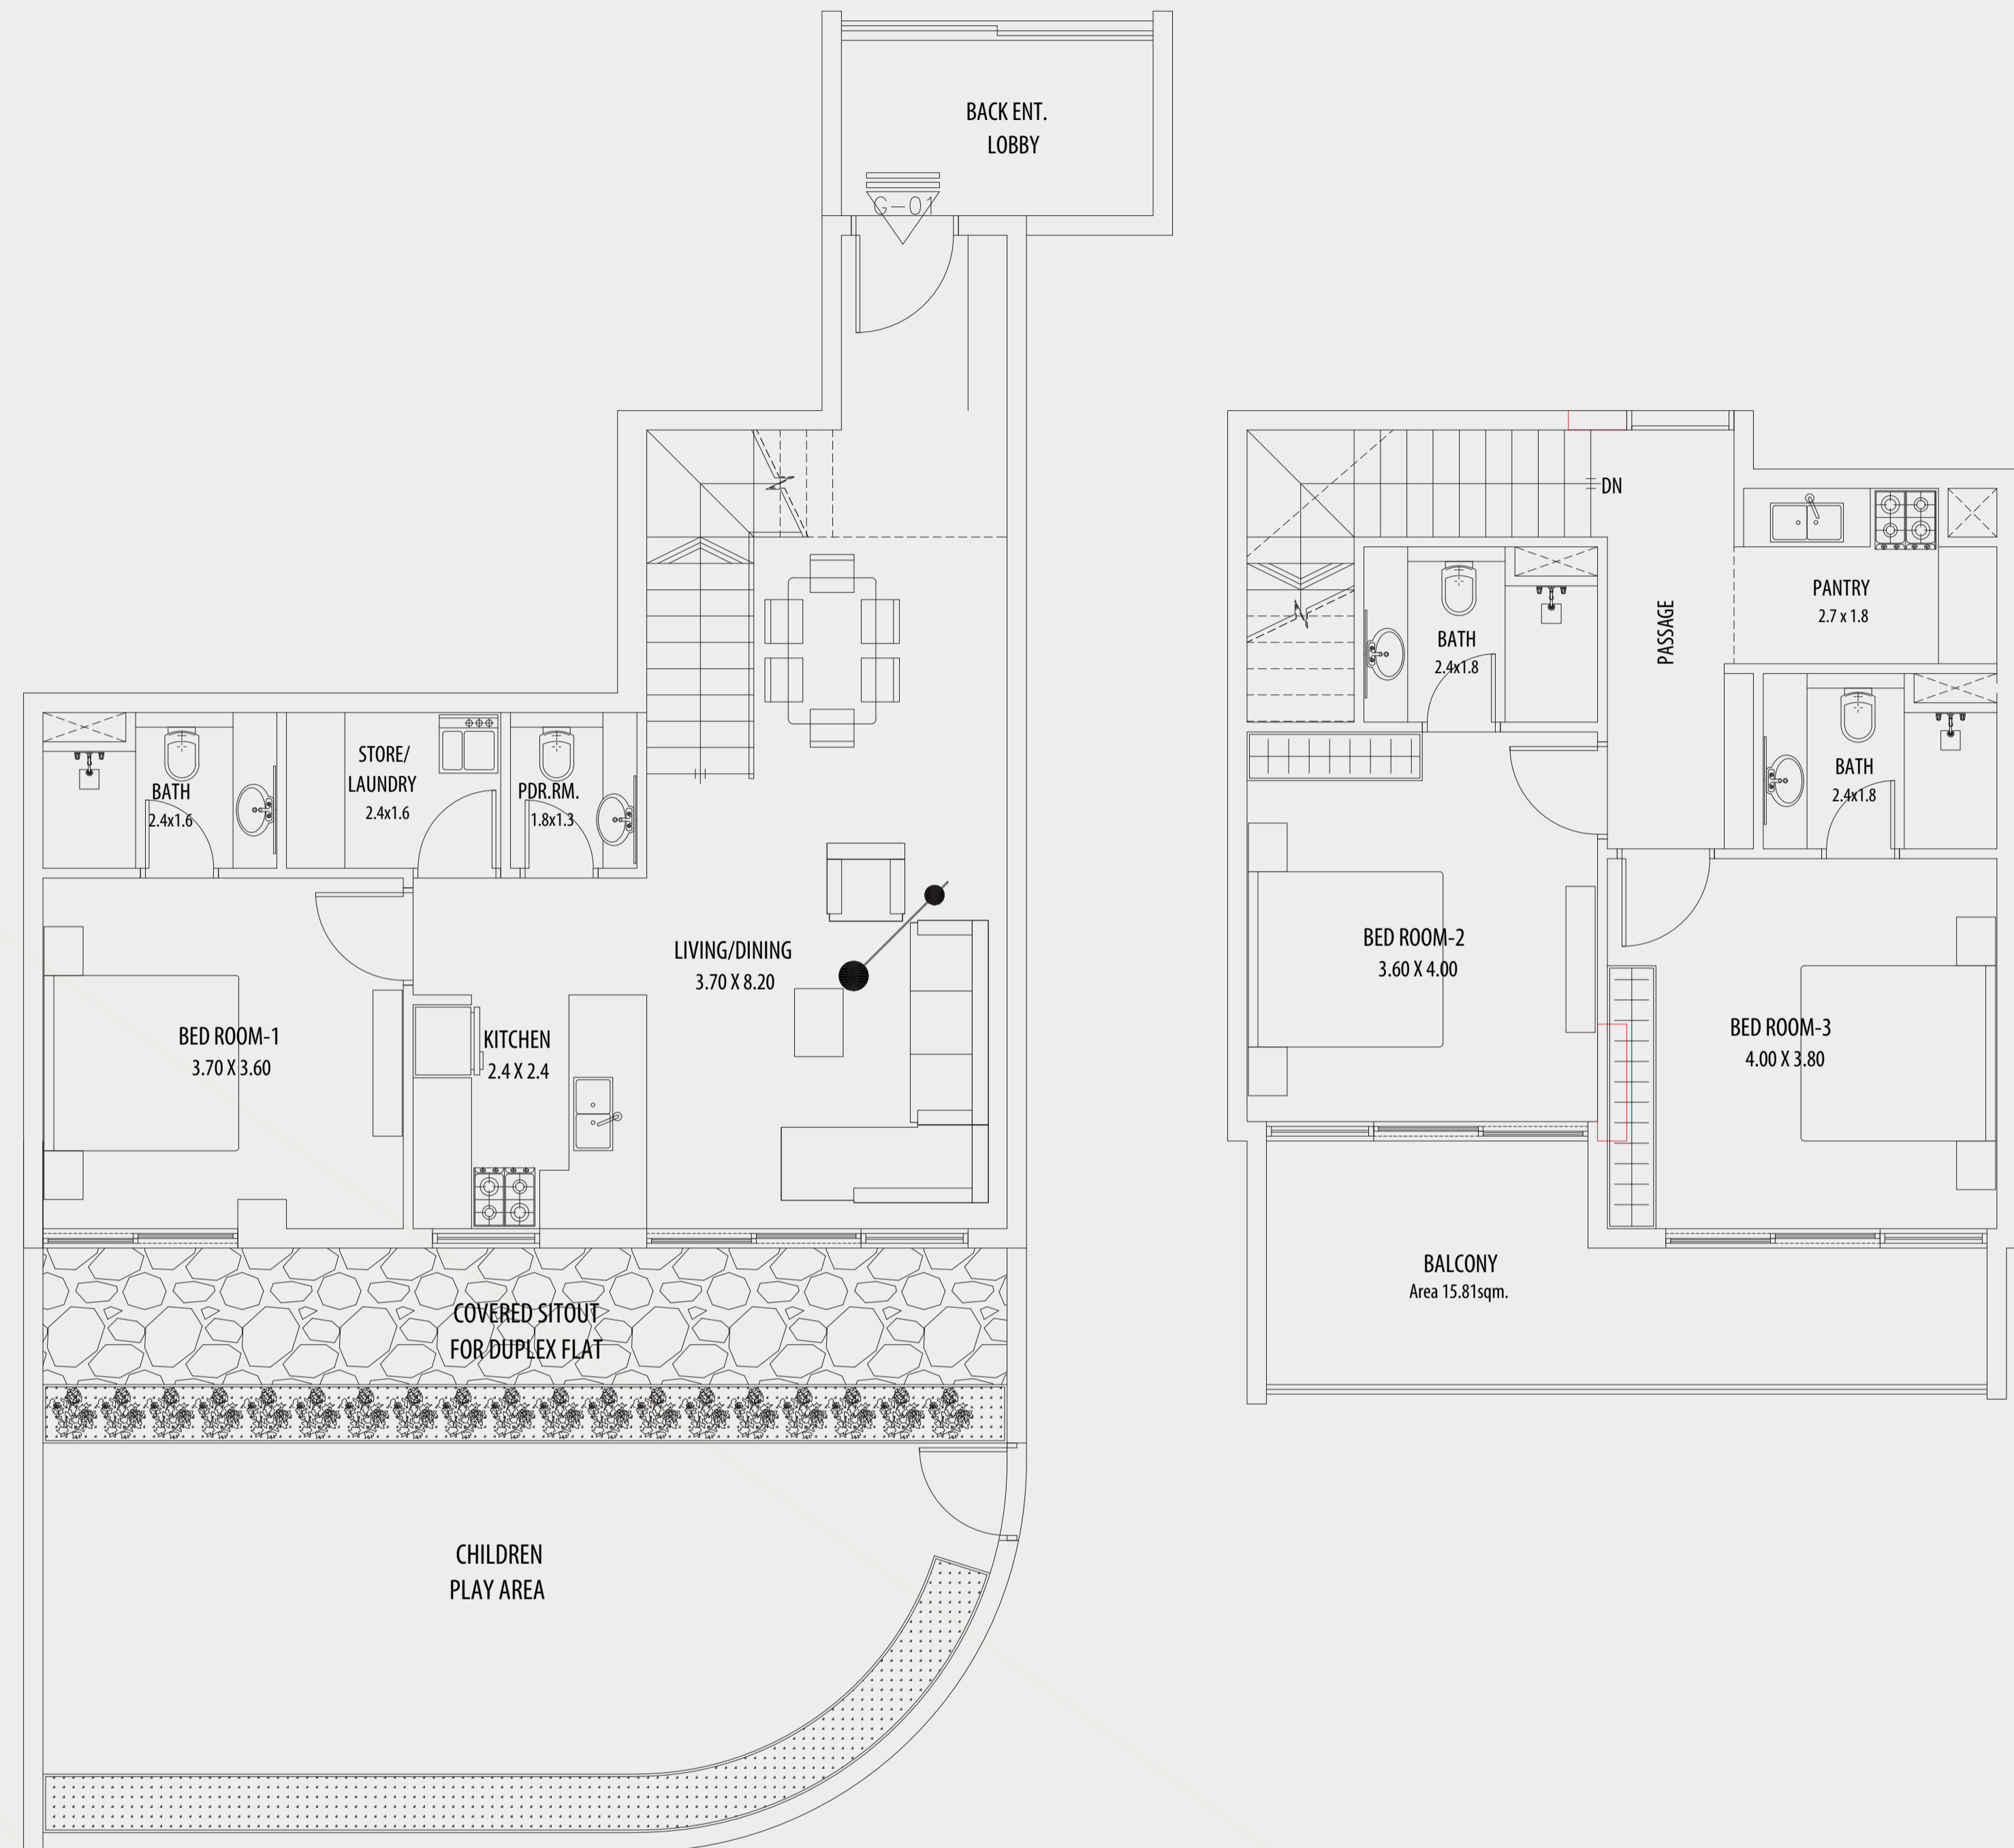 BACK ENT.
LOBBY
G-01
STORE/
LAUNDRY
2.4x1.6
BATH
2.4x1.6
PDR.RM.
1.8x1.3
LIVING/DINING
3.70 X 8.20
BED ROOM-1
3.70 X 3.60
KITCHEN
2.4 X 2.4
COVERED SITOUT
FOR DUPLEX FLAT
CHILDREN
PLAY AREA
DN
PANTRY
2.7 x 1.8
PASSAGE
BATH
2.4x1.8
BATH
2.4x1.8
BED ROOM-2
3.60 X 4.00
BED ROOM-3
4.00 X 3.80
BALCONY
Area 15.81sqm.